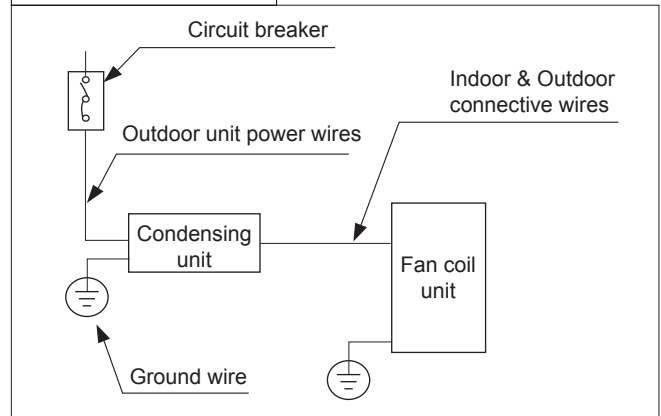 Circuit breaker
Indoor & Outdoor
connective wires
Outdoor unit power wires
Condensing
unit
Fan coil
unit
Ground wire